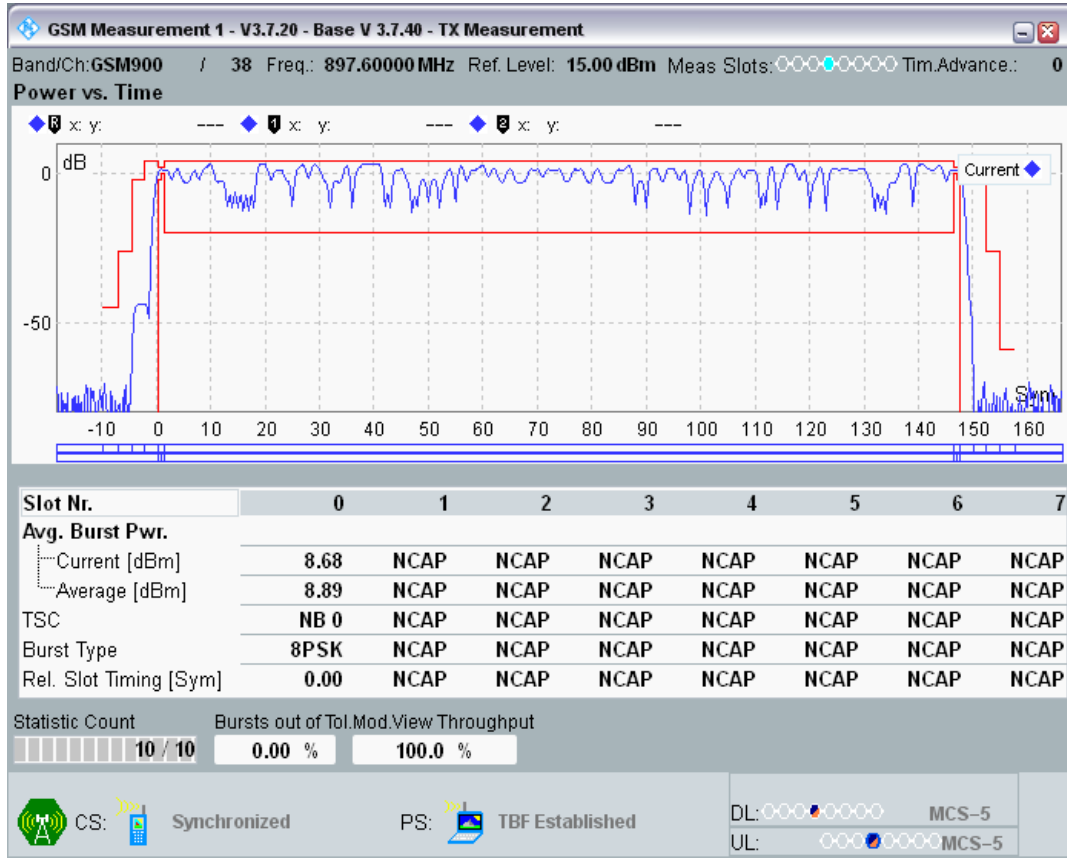 GSM Measurement 1 - V3.7.20 - Base V 3.7.40 - TX Measurement
Band/Ch:GSM900 / 38 Freq.: 897.60000 MHz Ref. Level: 15.00 dBm Meas Slots: Tim.Advance.: 0
Power vs. Time
R x: y: --- 1 x: y: --- 2 x: y: ---
dB
Current
0
-50
Sym
-10 0 10 20 30 40 50 60 70 80 90 100 110 120 130 140 150 160
Slot Nr. 0 1 2 3 4 5 6 7
Avg. Burst Pwr.
Current [dBm] 8.68 NCAP NCAP NCAP NCAP NCAP NCAP NCAP
Average [dBm] 8.89 NCAP NCAP NCAP NCAP NCAP NCAP NCAP
TSC NB 0 NCAP NCAP NCAP NCAP NCAP NCAP NCAP
Burst Type 8PSK NCAP NCAP NCAP NCAP NCAP NCAP NCAP
Rel. Slot Timing [Sym] 0.00 NCAP NCAP NCAP NCAP NCAP NCAP NCAP
Statistic Count Bursts out of Tol. Mod.View Throughput
10 / 10 0.00 % 100.0 %
CS: Synchronized PS: TBF Established
DL: MCS-5
UL: MCS-5